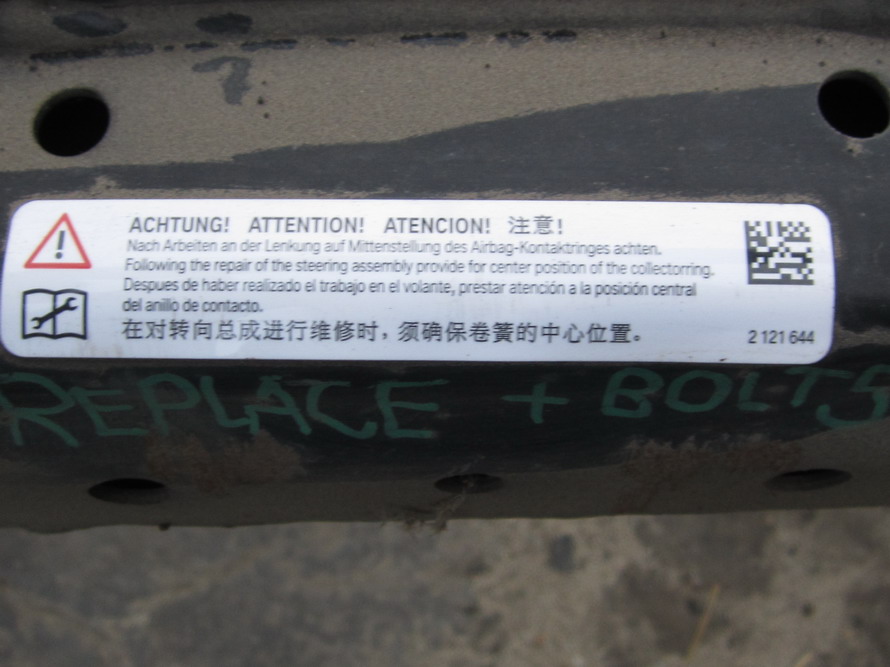 ACHTUNG! ATTENTION! ATENCION! 注意!
Nach Arbeiten an der Lenkung auf Mittenstellung des Airbag-Kontaktringes achten.
Following the repair of the steering assembly provide for center position of the collectorring.
Despues de haber realizado el trabajo en el volante, prestar atención a la posición central
del anillo de contacto.
在对转向总成进行维修时，须确保卷簧的中心位置。
2 121 644
REPLACE + BOLTS